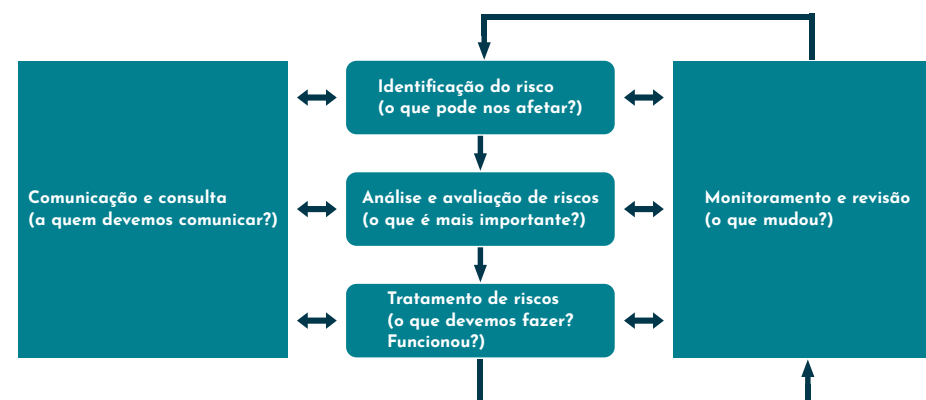 Identificação do risco
(o que pode nos afetar?)
Comunicação e consulta
(a quem devemos comunicar?)
Análise e avaliação de riscos
(o que é mais importante?)
Monitoramento e revisão
(o que mudou?)
Tratamento de riscos
(o que devemos fazer?
Funcionou?)